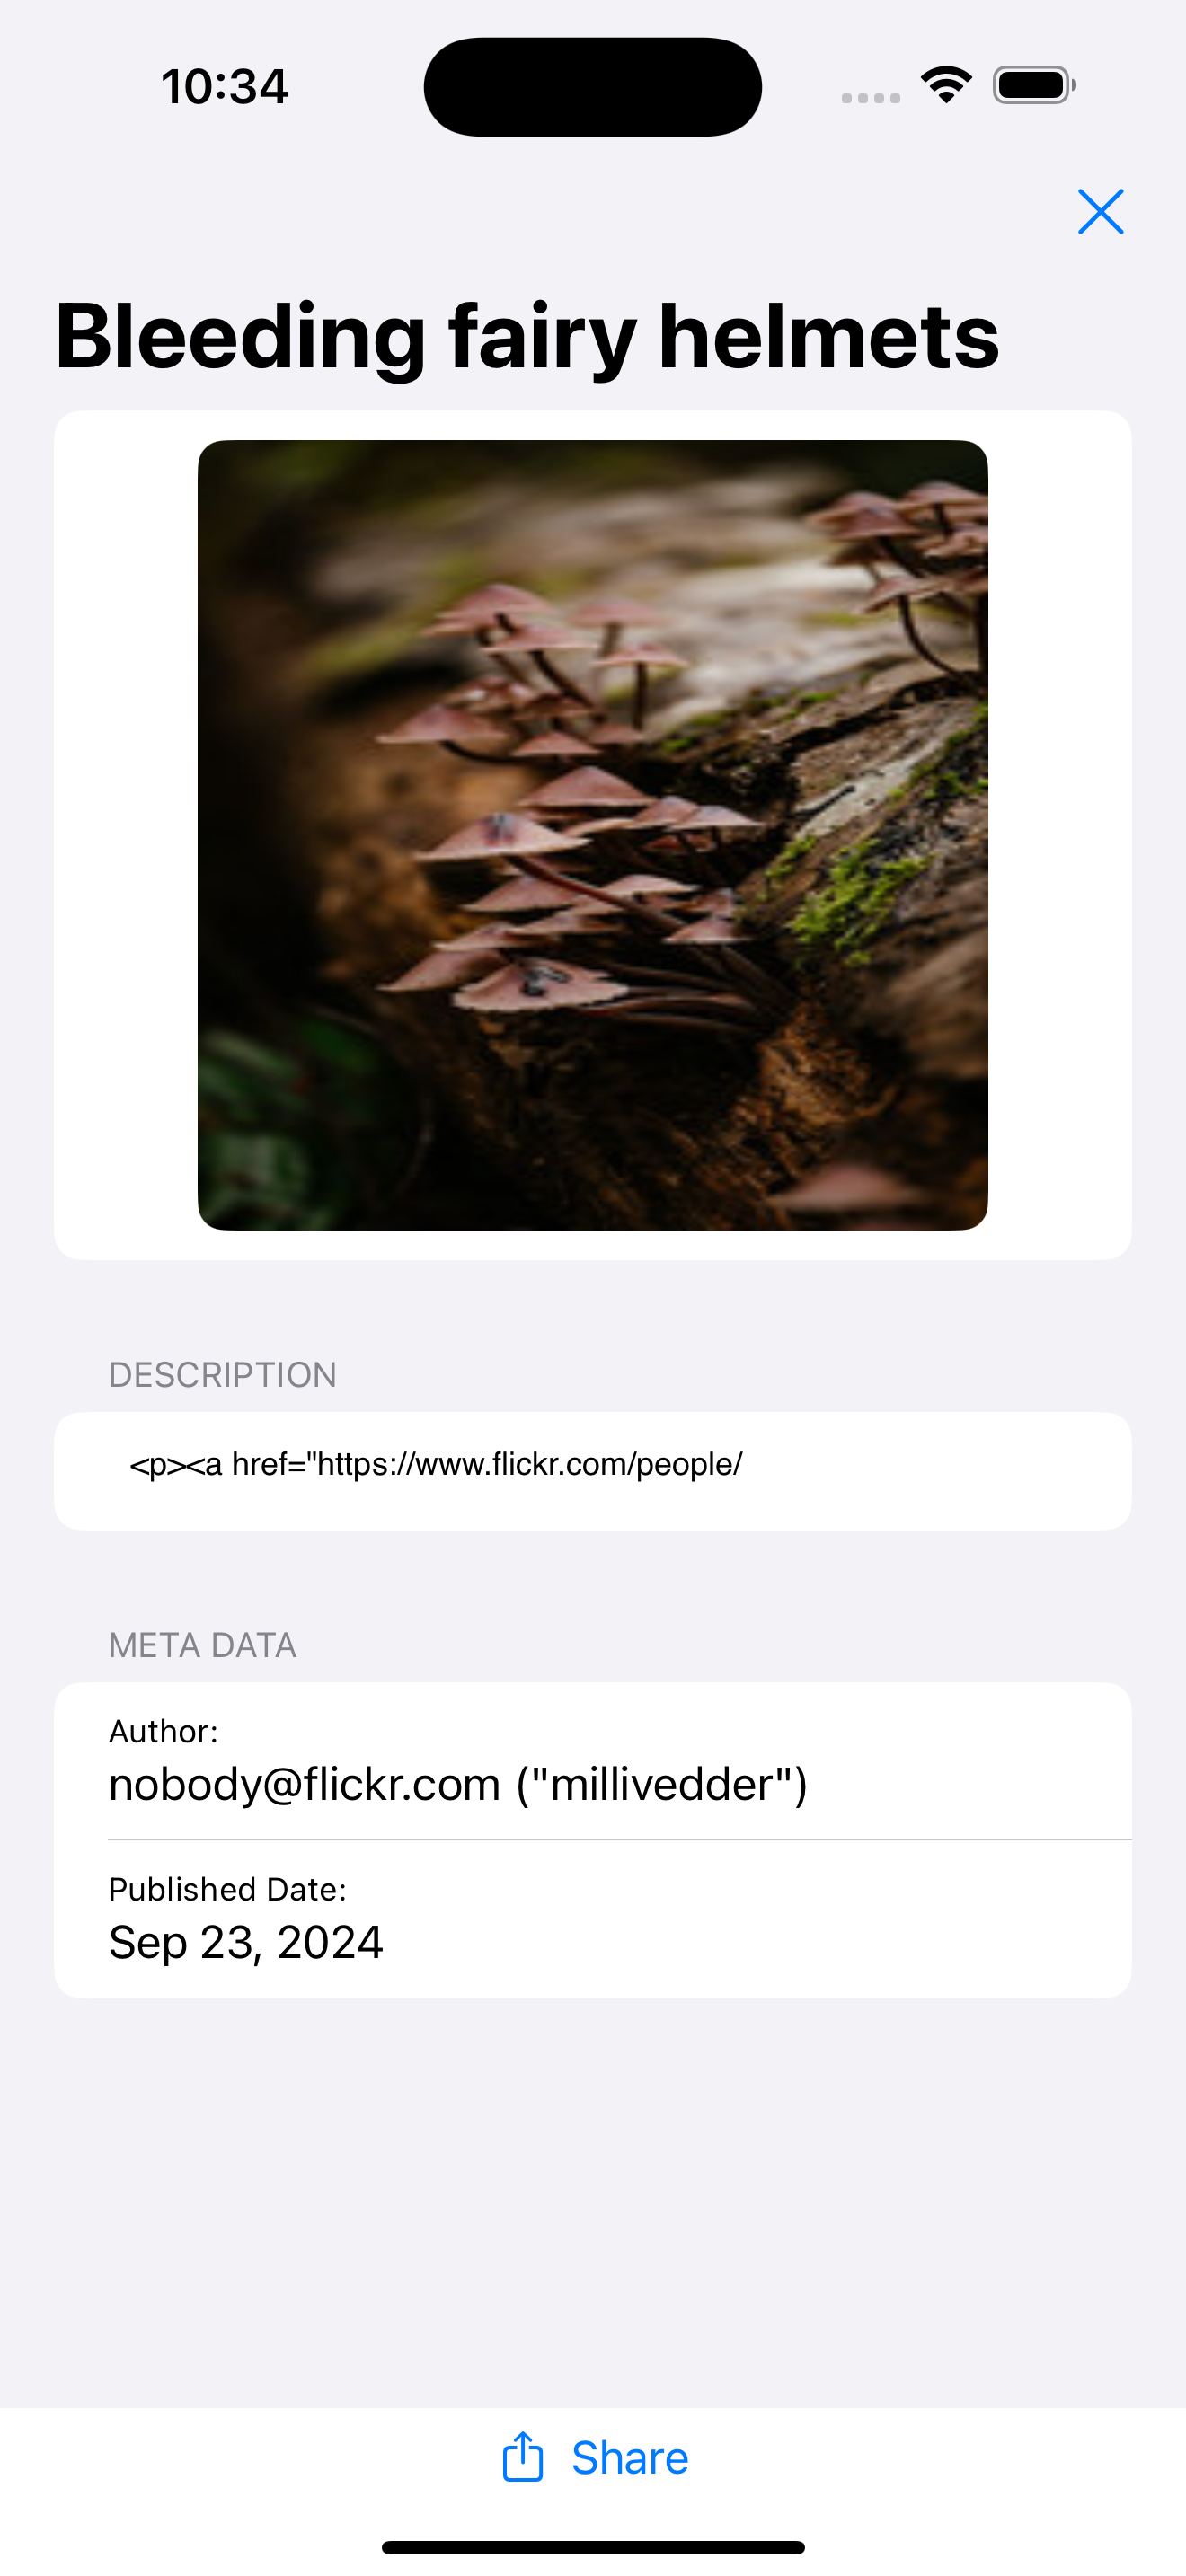 10:34
Bleeding fairy helmets
DESCRIPTION
<p><a href="https://www.flickr.com/people/
META DATA
Author:
nobody@flickr.com ("millivedder")
Published Date:
Sep 23, 2024
Share